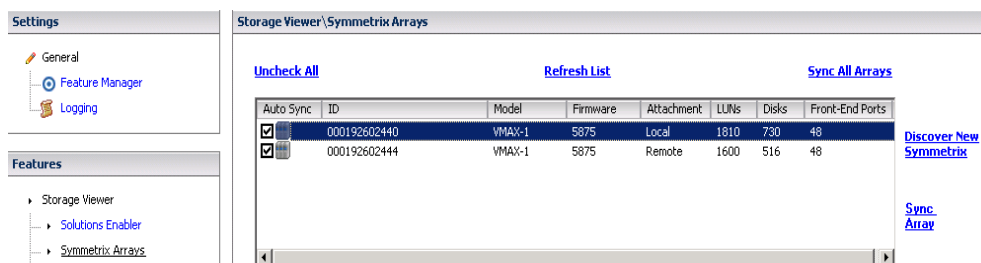 Settings
General
Feature Manager
Logging
Features
Storage Viewer
Solutions Enabler
Symmetrix Arrays
Storage Viewer\Symmetrix Arrays
Uncheck All Refresh List Sync All Arrays
Auto Sync ID Model Firmware Attachment LUNs Disks Front-End Ports
000192602440 VMAX-1 5875 Local 1810 730 48
000192602444 VMAX-1 5875 Remote 1600 516 48
Discover New
Symmetrix
Sync
Array